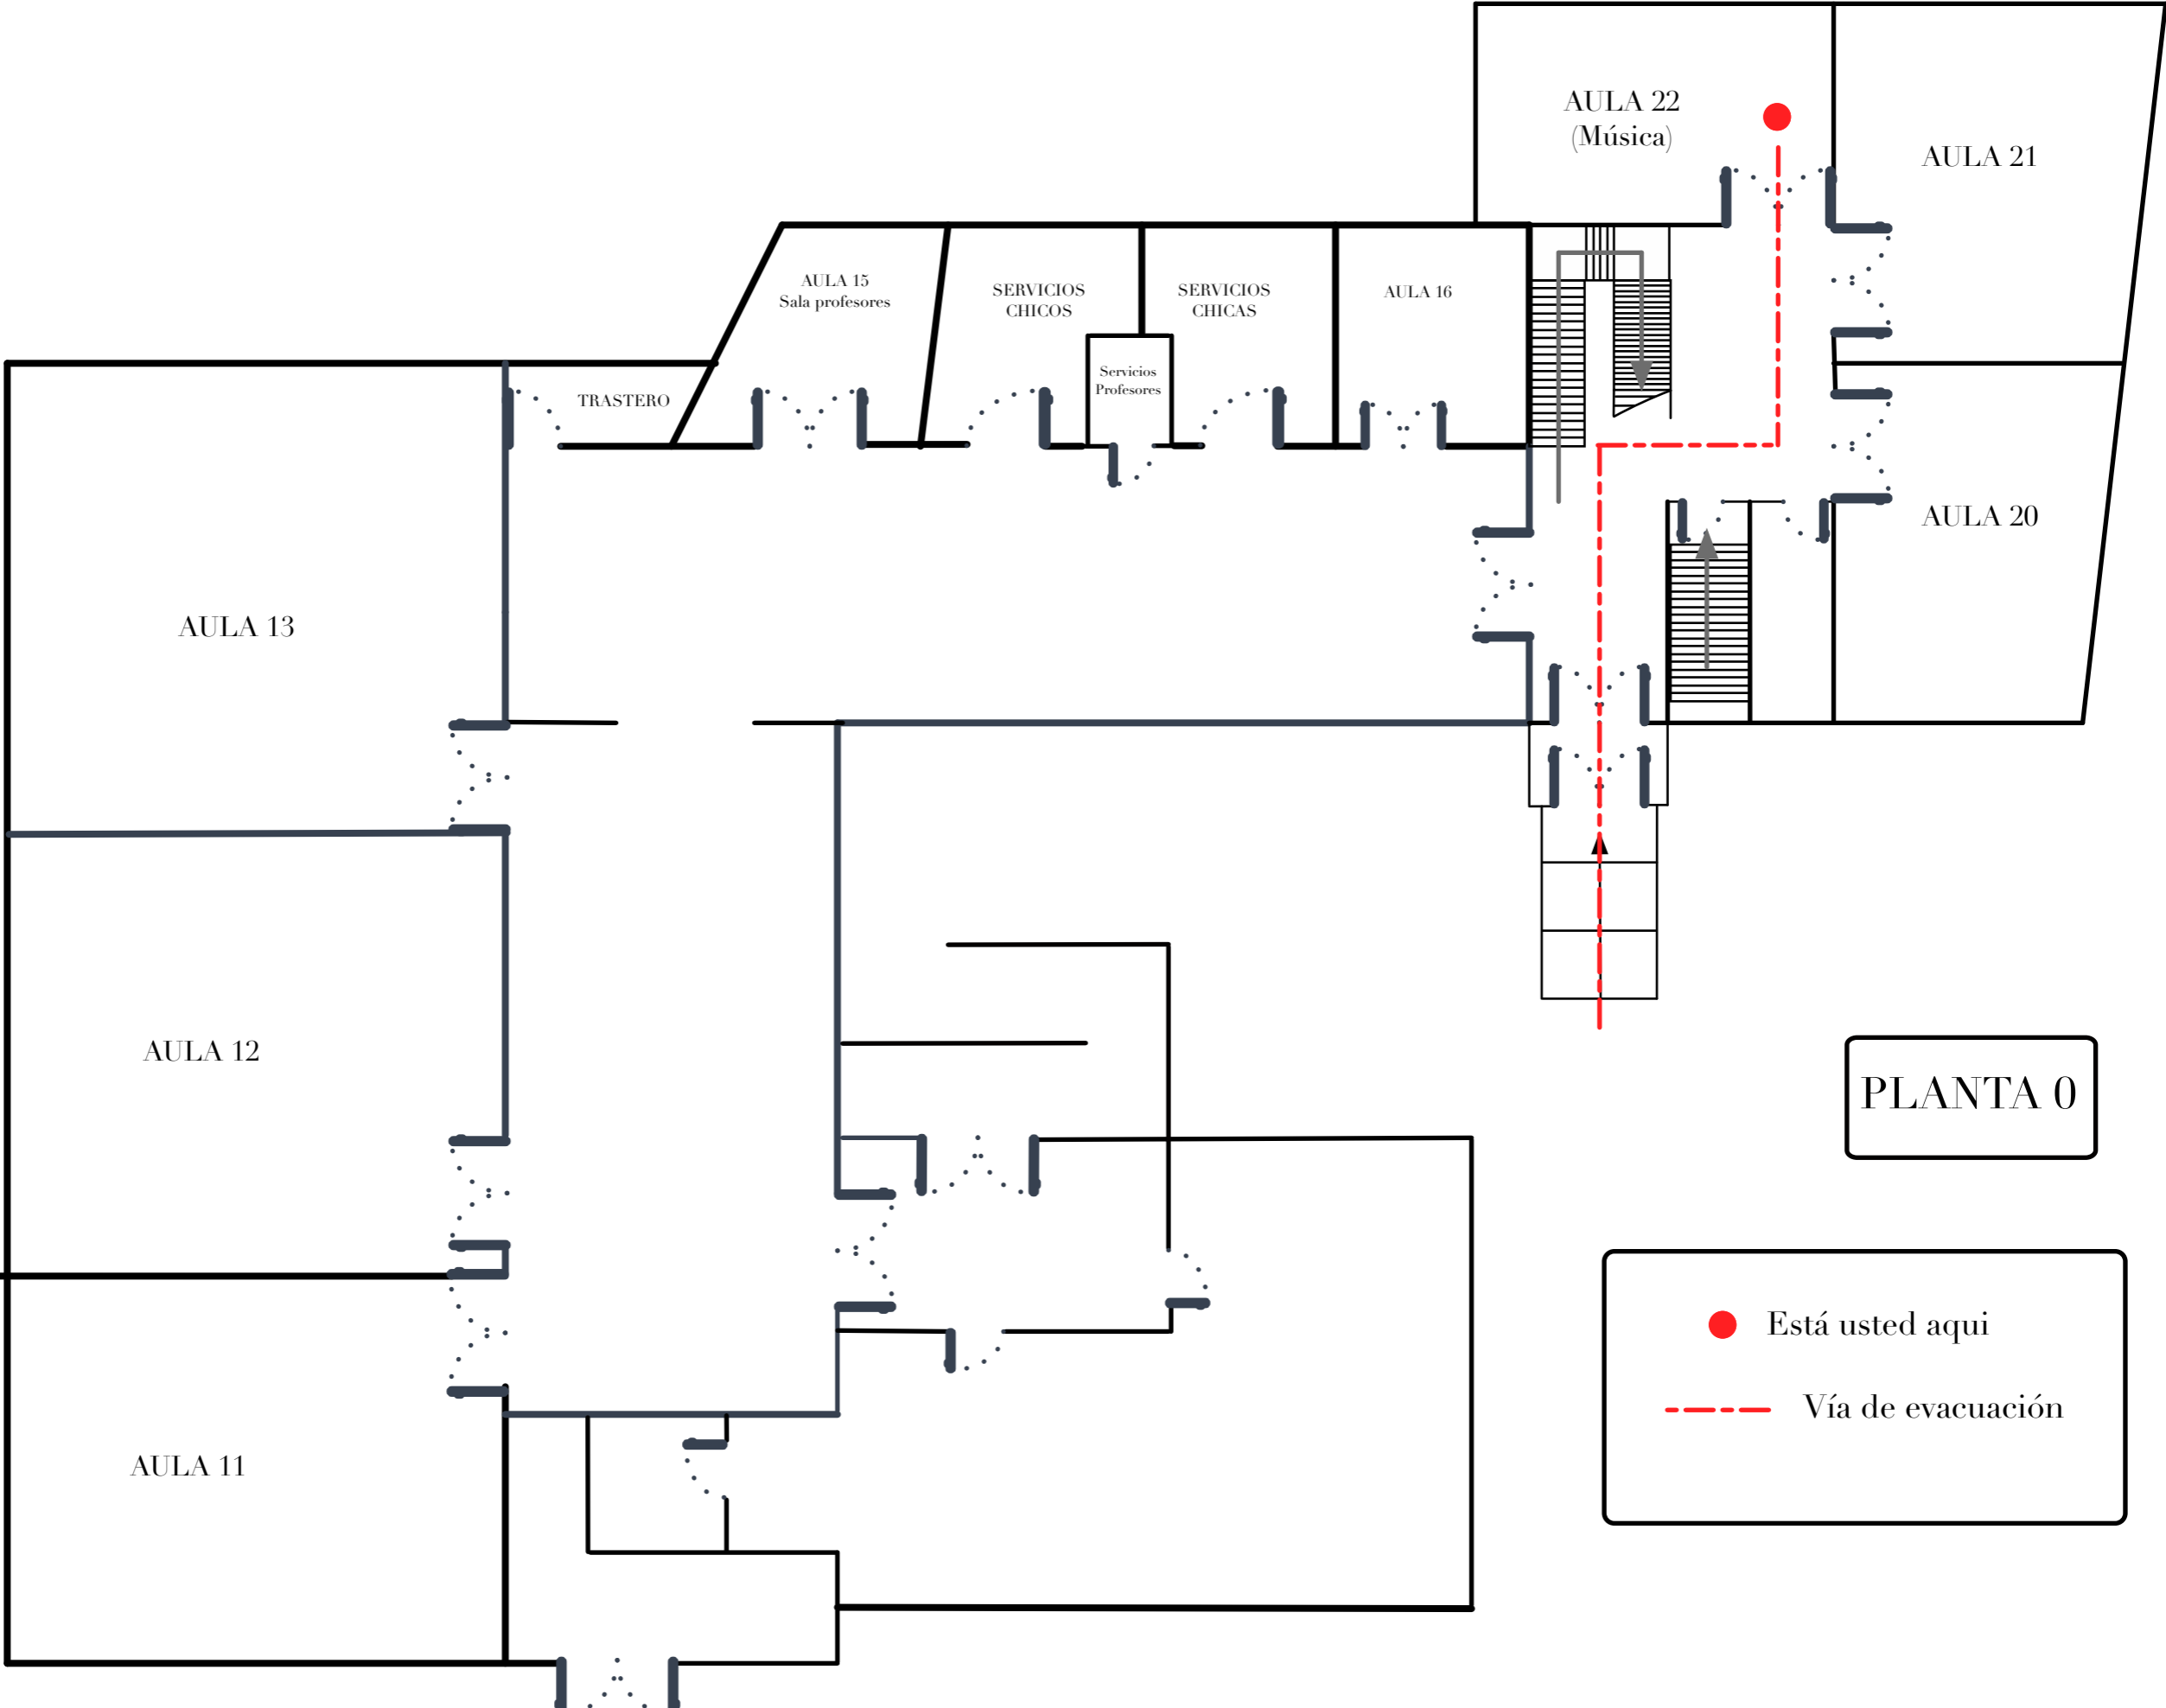 AULA 22
(Música)
AULA 21
AULA 15
Sala profesores
SERVICIOS
CHICOS
SERVICIOS
CHICAS
AULA 16
Servicios
Profesores
TRASTERO
AULA 20
AULA 13
AULA 12
PLANTA 0
Está usted aqui
Vía de evacuación
AULA 11